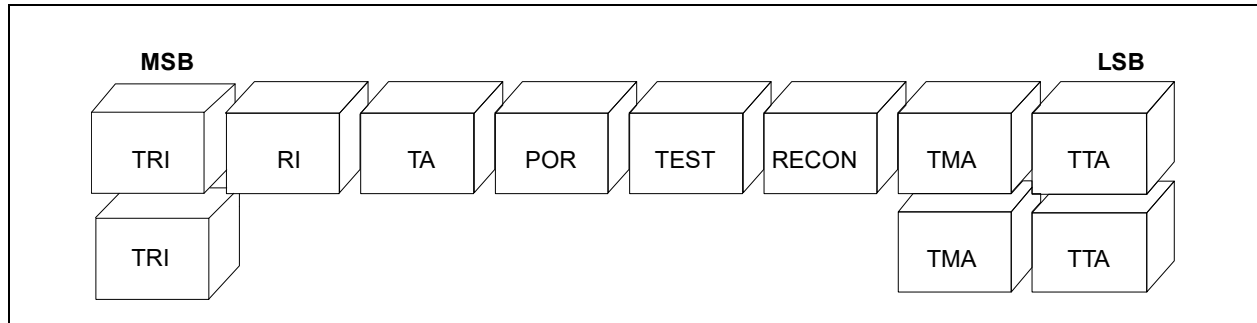 MSB LSB
TRI RI TA POR TEST RECON TMA TTA
TRI TMA TTA